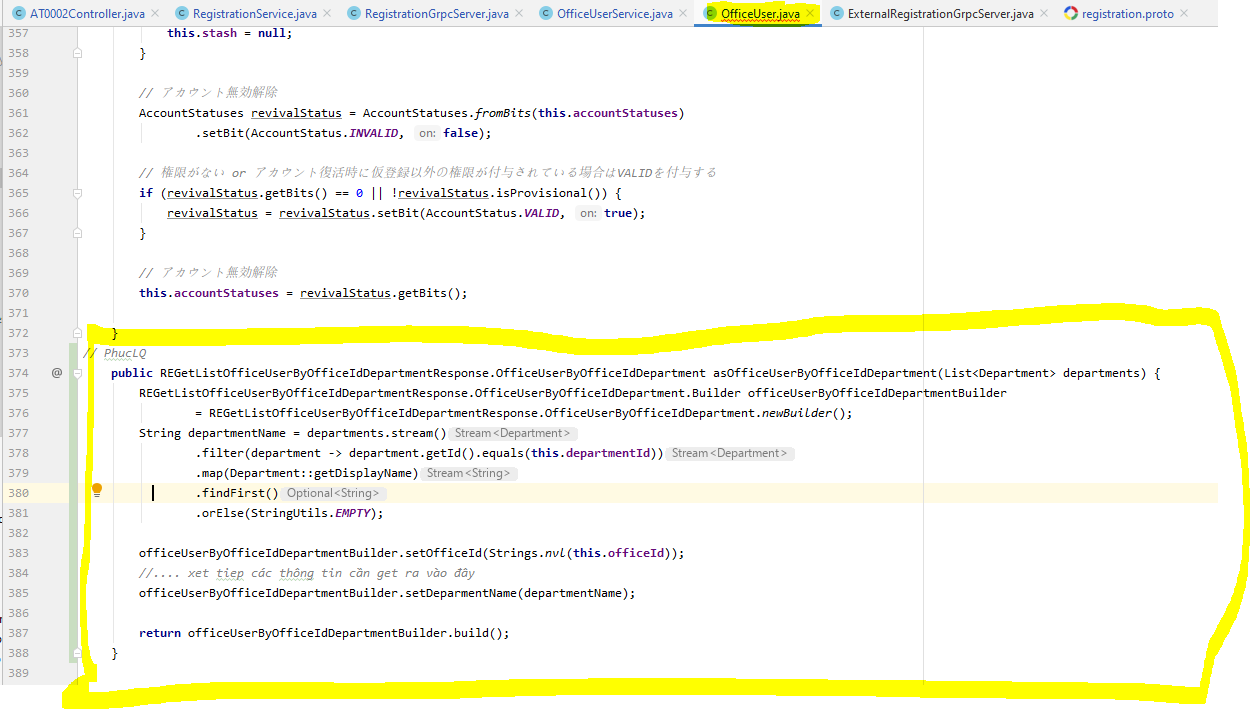 AT0002Controller.java RegistrationService.java RegistrationGrpcServer.java OfficeUserService.java OfficeUser.java ExternalRegistrationGrpcServer.java registration.proto
357 this.stash = null;
358 }
359
360 // アカウント無効解除
361 AccountStatuses revivalStatus = AccountStatuses.fromBits(this.accountStatuses)
362 .setBit(AccountStatus.INVALID, on: false);
363
364 // 権限がない or アカウント復活時に仮登録以外の権限が付与されている場合はVALIDを付与する
365 if (revivalStatus.getBits() == 0 || !revivalStatus.isProvisional()) {
366 revivalStatus = revivalStatus.setBit(AccountStatus.VALID, on: true);
367 }
368
369 // アカウント無効解除
370 this.accountStatuses = revivalStatus.getBits();
371
372 }
373 // PhucLQ
374 @ public REGetListOfficeUserByOfficeIdDepartmentResponse.OfficeUserByOfficeIdDepartment asOfficeUserByOfficeIdDepartment(List<Department> departments) {
375 REGetListOfficeUserByOfficeIdDepartmentResponse.OfficeUserByOfficeIdDepartment.Builder officeUserByOfficeIdDepartmentBuilder
376 = REGetListOfficeUserByOfficeIdDepartmentResponse.OfficeUserByOfficeIdDepartment.newBuilder();
377 String departmentName = departments.stream() Stream<Department>
378 .filter(department -> department.getId().equals(this.departmentId)) Stream<Department>
379 .map(Department::getDisplayName) Stream<String>
380 .findFirst() Optional<String>
381 .orElse(StringUtils.EMPTY);
382
383 officeUserByOfficeIdDepartmentBuilder.setOfficeId(Strings.nvl(this.officeId));
384 //.... xet tiep các thông tin cần get ra vào đây
385 officeUserByOfficeIdDepartmentBuilder.setDeparmentName(departmentName);
386
387 return officeUserByOfficeIdDepartmentBuilder.build();
388 }
389